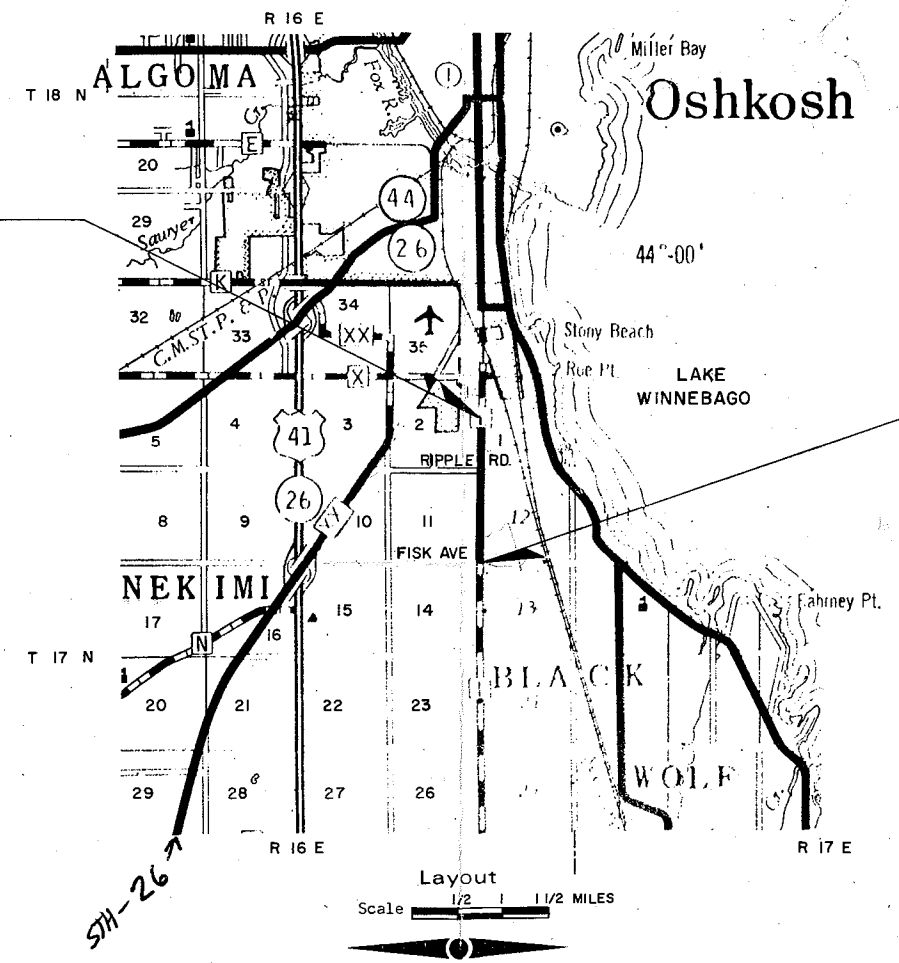 R 16 E
Miller Bay
ALGOMA
T 18 N
Fox R.
1
Oshkosh
E
20
44
29
Sawyer
26
44°-00'
K
C.M.ST.P. & P.
32
33
34
XX
35
Stony Beach
Roe Pt.
LAKE
WINNEBAGO
X
5
4
41
3
2
1
RIPPLE RD.
26
8
9
10
11
12
FISK AVE
NEKIMI
17
16
15
14
13
Fahrney Pt.
N
T 17 N
BLACK
20
21
22
23
WOLF
29
28
27
26
R 16 E
R 17 E
STH-26
Layout
Scale
1/2 1 1 1/2 MILES